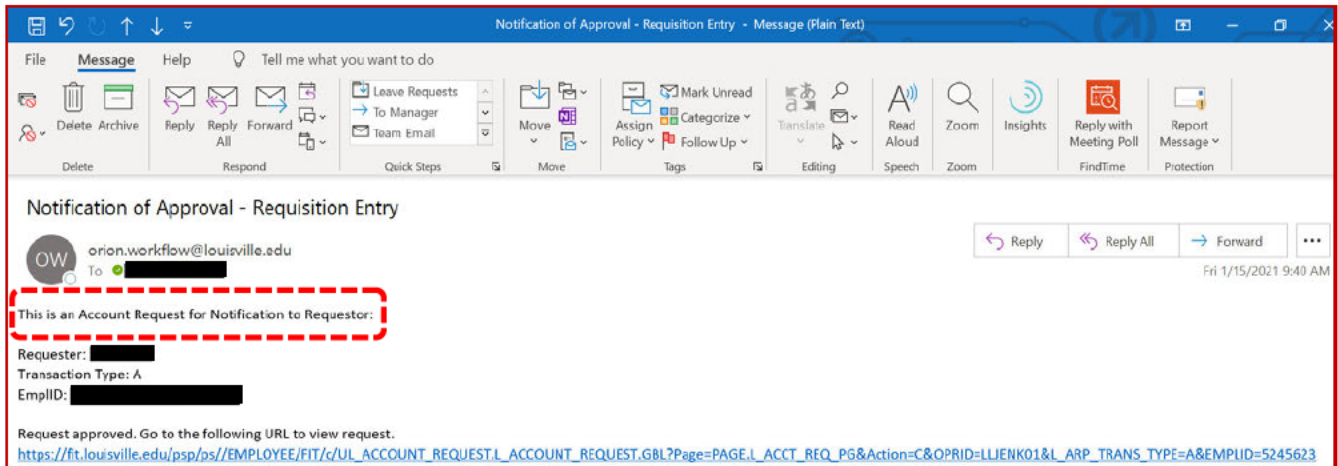 Notification of Approval - Requisition Entry - Message (Plain Text)
File Message Help Tell me what you want to do
Delete Archive
Reply Reply All Forward
Leave Requests
To Manager
Team Email
Move
Assign Policy
Mark Unread
Categorize
Follow Up
Translate
Read Aloud
Zoom
Insights
Reply with Meeting Poll
Report Message
Delete Respond Quick Steps Move Tags Editing Speech Zoom FindTime Protection
Notification of Approval - Requisition Entry
OW
orion.workflow@louisville.edu
To
Reply Reply All Forward
Fri 1/15/2021 9:40 AM
This is an Account Request for Notification to Requestor:
Requester:
Transaction Type: A
EmplID:
Request approved. Go to the following URL to view request.
https://fit.louisville.edu/psp/ps//EMPLOYEE/FIT/c/UL_ACCOUNT_REQUEST.L_ACCOUNT_REQUEST.GBL?Page=PAGE.L_ACCT_REQ_PG&Action=C&OPRID=LLJENK01&L_ARP_TRANS_TYPE=A&EMPLID=5245623